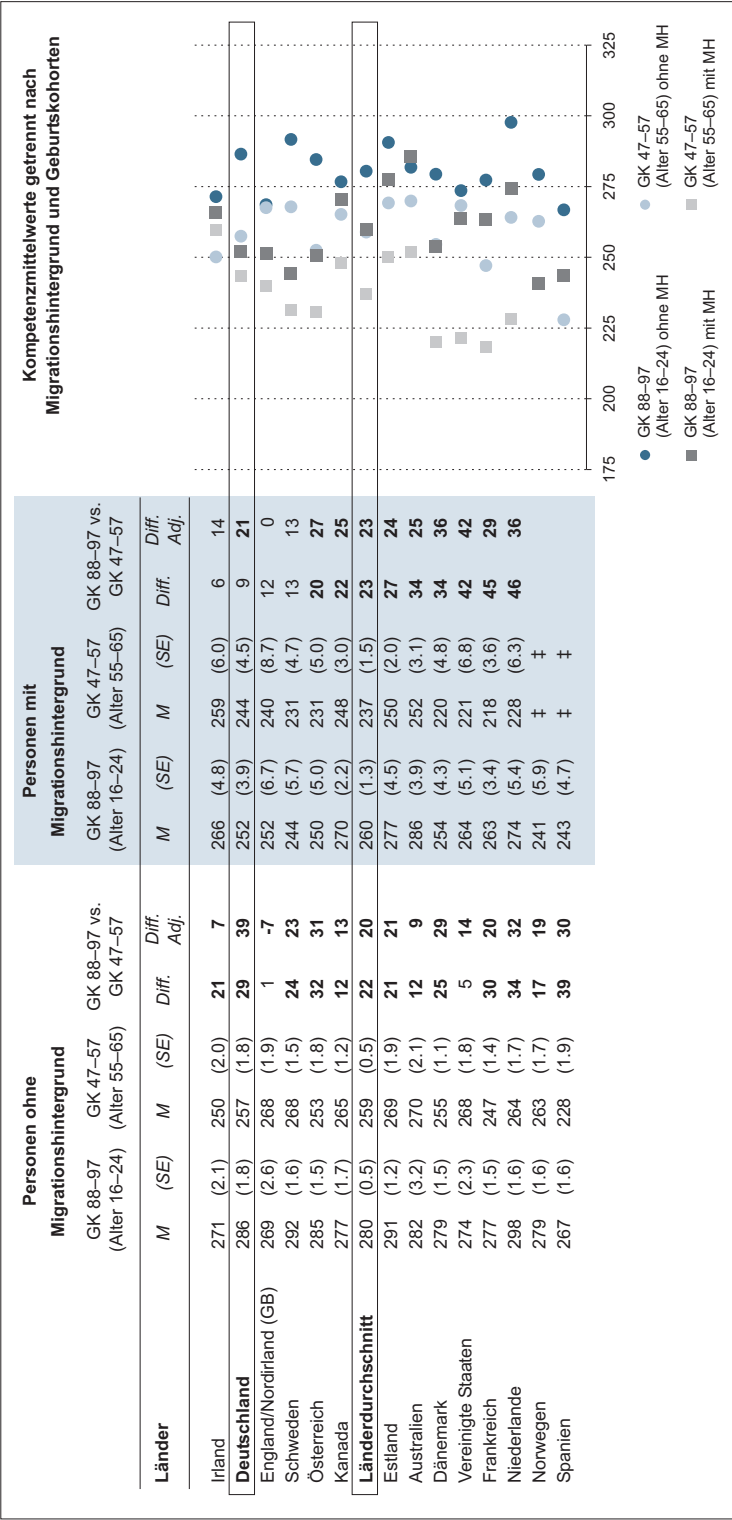 Personen ohne Migrationshintergrund
Personen mit Migrationshintergrund
Kompetenzmittelwerte getrennt nach
Migrationshintergrund und Geburtskohorten
GK 88–97 (Alter 16–24) GK 47–57 (Alter 55–65) GK 88–97 vs. GK 47–57 GK 88–97 (Alter 16–24) GK 47–57 (Alter 55–65) GK 88–97 vs. GK 47–57
Länder M (SE) M (SE) Diff. Diff. Adj. M (SE) M (SE) Diff. Diff. Adj.
Irland 271 (2.1) 250 (2.0) 21 7 266 (4.8) 259 (6.0) 6 14
Deutschland 286 (1.8) 257 (1.8) 29 39 252 (3.9) 244 (4.5) 9 21
England/Nordirland (GB) 269 (2.6) 268 (1.9) 1 -7 252 (6.7) 240 (8.7) 12 0
Schweden 292 (1.6) 268 (1.5) 24 23 244 (5.7) 231 (4.7) 13 13
Österreich 285 (1.5) 253 (1.8) 32 31 250 (5.0) 231 (5.0) 20 27
Kanada 277 (1.7) 265 (1.2) 12 13 270 (2.2) 248 (3.0) 22 25
Länderdurchschnitt 280 (0.5) 259 (0.5) 22 20 260 (1.3) 237 (1.5) 23 23
Estland 291 (1.2) 269 (1.9) 21 21 277 (4.5) 250 (2.0) 27 24
Australien 282 (3.2) 270 (2.1) 12 9 286 (3.9) 252 (3.1) 34 25
Dänemark 279 (1.5) 255 (1.1) 25 29 254 (4.3) 220 (4.8) 34 36
Vereinigte Staaten 274 (2.3) 268 (1.8) 5 14 264 (5.1) 221 (6.8) 42 42
Frankreich 277 (1.5) 247 (1.4) 30 20 263 (3.4) 218 (3.6) 45 29
Niederlande 298 (1.6) 264 (1.7) 34 32 274 (5.4) 228 (6.3) 46 36
Norwegen 279 (1.6) 263 (1.7) 17 19 241 (5.9) ‡ ‡
Spanien 267 (1.6) 228 (1.9) 39 30 243 (4.7) ‡ ‡
175 200 225 250 275 300 325
GK 88–97
(Alter 16–24) ohne MH
GK 47–57
(Alter 55–65) ohne MH
GK 88–97
(Alter 16–24) mit MH
GK 47–57
(Alter 55–65) mit MH